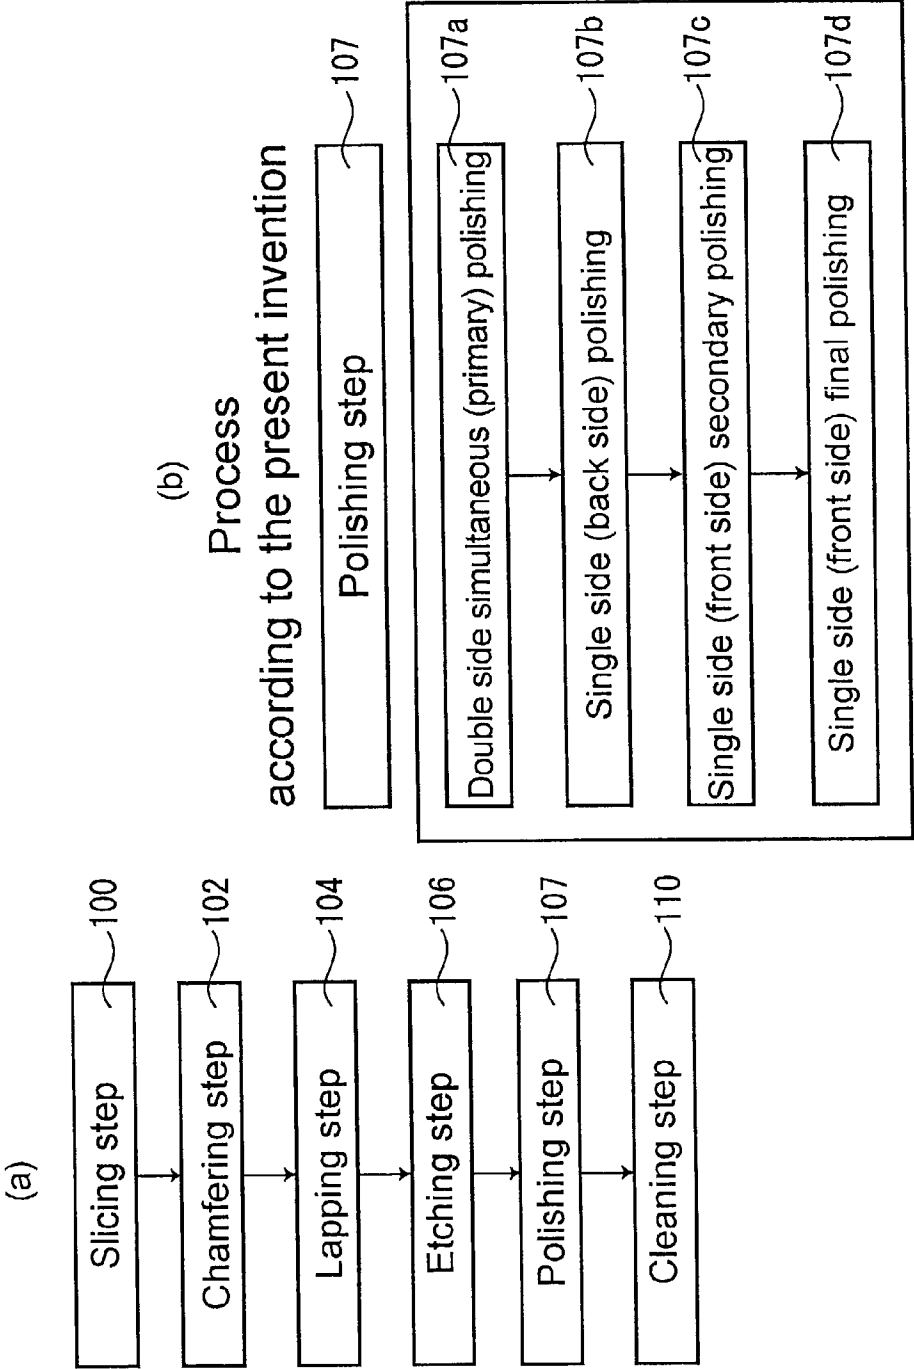 (a)
Slicing step
100
Chamfering step
102
Lapping step
104
Etching step
106
Polishing step
107
Cleaning step
110
(b)
Process
according to the present invention
Polishing step
107
Double side simultaneous (primary) polishing
107a
Single side (back side) polishing
107b
Single side (front side) secondary polishing
107c
Single side (front side) final polishing
107d